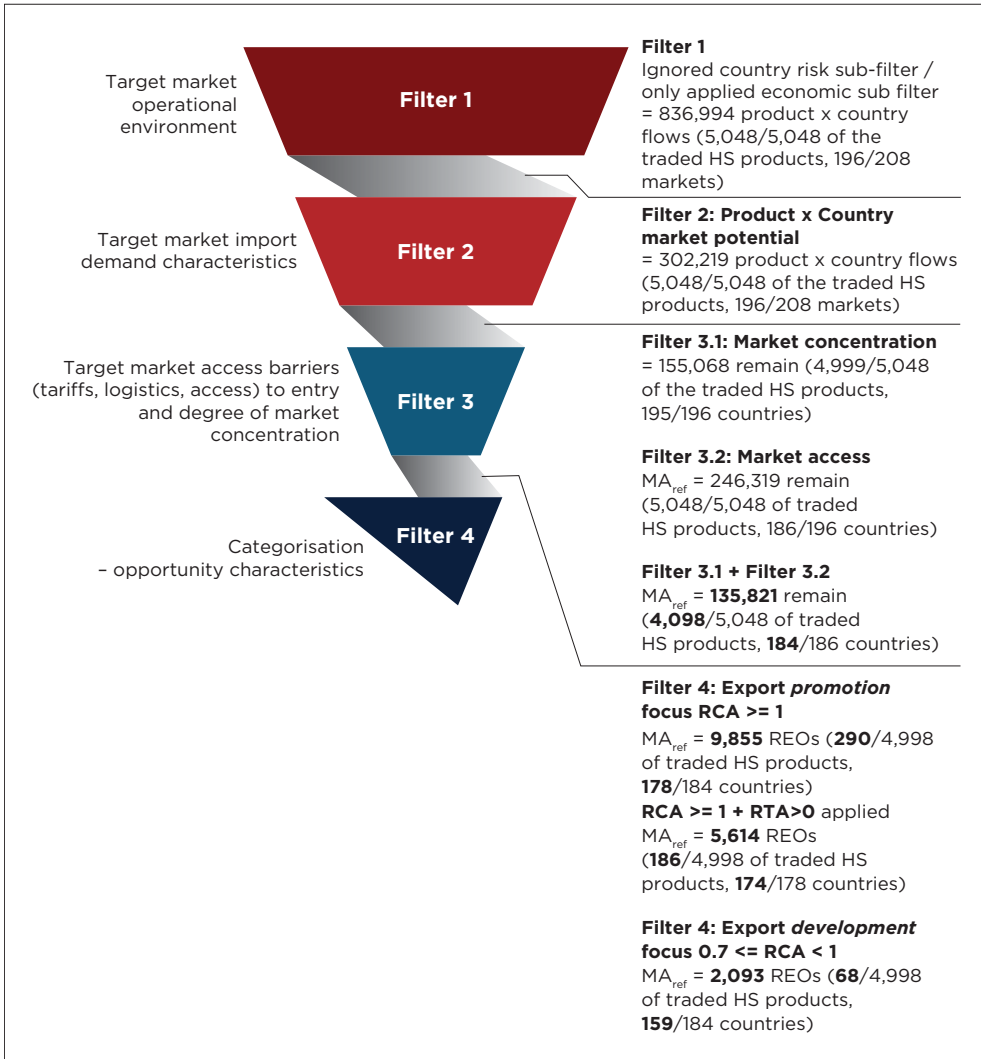 Target market
operational
environment
Filter 1
Filter 1
Ignored country risk sub-filter /
only applied economic sub filter
= 836,994 product x country
flows (5,048/5,048 of the
traded HS products, 196/208
markets)
Target market import
demand characteristics
Filter 2
Filter 2: Product x Country
market potential
= 302,219 product x country flows
(5,048/5,048 of the traded HS
products, 196/208 markets)
Target market access barriers
(tariffs, logistics, access) to entry
and degree of market
concentration
Filter 3
Filter 3.1: Market concentration
= 155,068 remain (4,999/5,048
of the traded HS products,
195/196 countries)
Filter 3.2: Market access
MAref = 246,319 remain
(5,048/5,048 of traded
HS products, 186/196 countries)
Filter 3.1 + Filter 3.2
MAref = 135,821 remain
(4,098/5,048 of traded
HS products, 184/186 countries)
Categorisation
– opportunity characteristics
Filter 4
Filter 4: Export promotion
focus RCA >= 1
MAref = 9,855 REOs (290/4,998
of traded HS products,
178/184 countries)
RCA >= 1 + RTA>0 applied
MAref = 5,614 REOs
(186/4,998 of traded HS
products, 174/178 countries)
Filter 4: Export development
focus 0.7 <= RCA < 1
MAref = 2,093 REOs (68/4,998
of traded HS products,
159/184 countries)